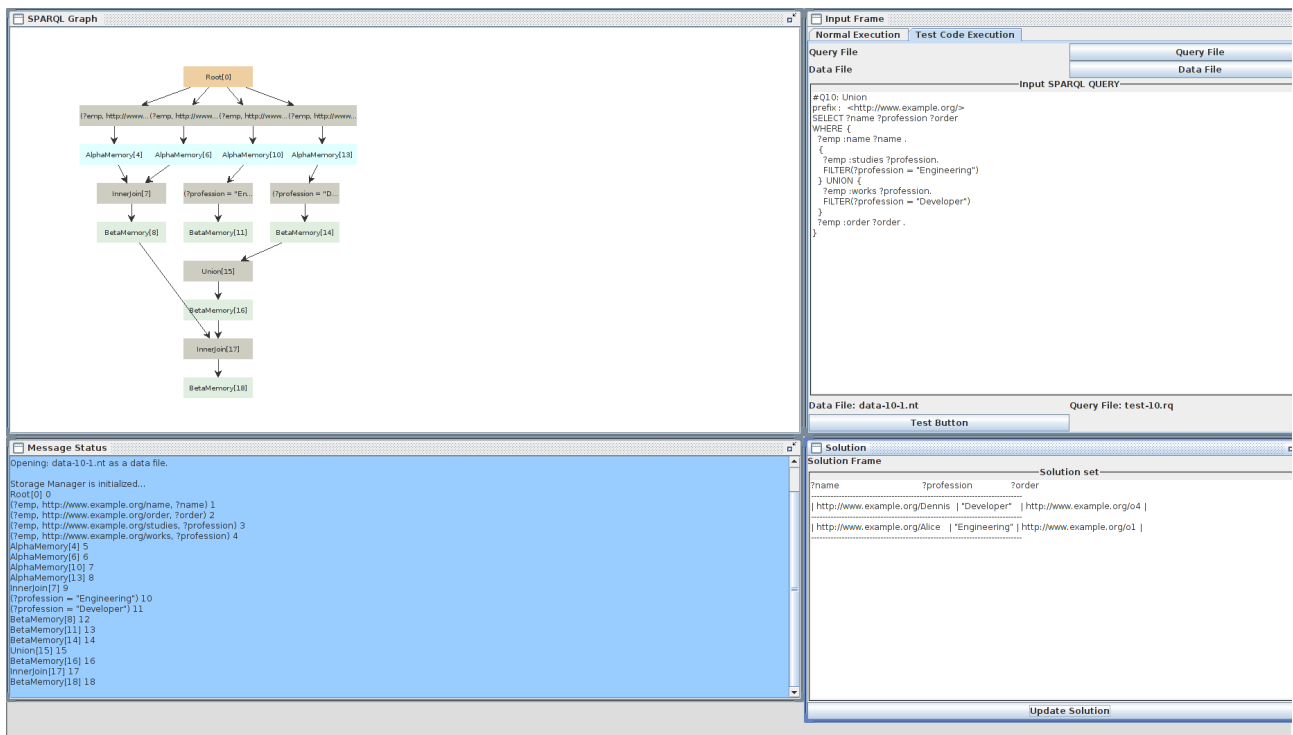 SPARQL Graph
Root[0]
(?emp, http://www... (?emp, http://www... (?emp, http://www... (?emp, http://www...
AlphaMemory[4] AlphaMemory[6] AlphaMemory[10] AlphaMemory[13]
InnerJoin[7] (?profession = "En... (?profession = "D...
BetaMemory[8] BetaMemory[11] BetaMemory[14]
Union[15]
BetaMemory[16]
InnerJoin[17]
BetaMemory[18]
Input Frame
Normal Execution Test Code Execution
Query File Query File
Data File Data File
Input SPARQL QUERY
#Q10: Union
prefix : <http://www.example.org/>
SELECT ?name ?profession ?order
WHERE {
?emp :name ?name .
{
?emp :studies ?profession.
FILTER(?profession = "Engineering")
} UNION {
?emp :works ?profession.
FILTER(?profession = "Developer")
}
?emp :order ?order .
}
Data File: data-10-1.nt Query File: test-10.rq
Test Button
Message Status
Opening: data-10-1.nt as a data file.
Storage Manager is initialized...
Root[0] 0
(?emp, http://www.example.org/name, ?name) 1
(?emp, http://www.example.org/order, ?order) 2
(?emp, http://www.example.org/studies, ?profession) 3
(?emp, http://www.example.org/works, ?profession) 4
AlphaMemory[4] 5
AlphaMemory[6] 6
AlphaMemory[10] 7
AlphaMemory[13] 8
InnerJoin[7] 9
(?profession = "Engineering") 10
(?profession = "Developer") 11
BetaMemory[8] 12
BetaMemory[11] 13
BetaMemory[14] 14
Union[15] 15
BetaMemory[16] 16
InnerJoin[17] 17
BetaMemory[18] 18
Solution
Solution Frame
Solution set
?name ?profession ?order
| http://www.example.org/Dennis | "Developer" | http://www.example.org/o4 |
| http://www.example.org/Alice | "Engineering" | http://www.example.org/o1 |
Update Solution